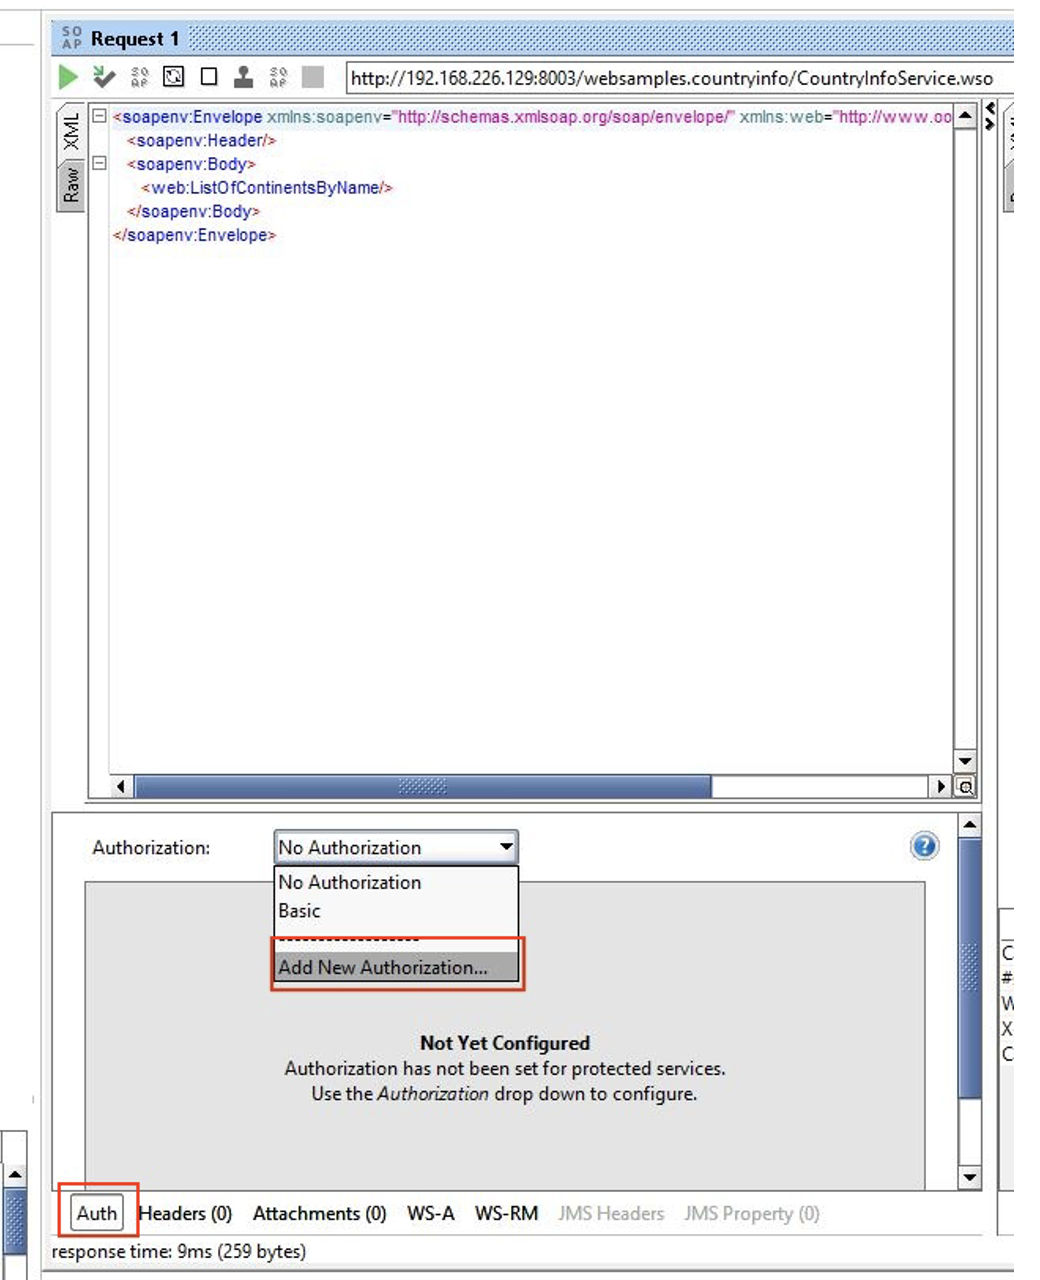 SO
AP Request 1
SO
AP
SO
AP
http://192.168.226.129:8003/websamples.countryinfo/CountryInfoService.wso
XML
Raw
<soapenv:Envelope xmlns:soapenv="http://schemas.xmlsoap.org/soap/envelope/" xmlns:web="http://www.oo
<soapenv:Header/>
<soapenv:Body>
<web:ListOfContinentsByName/>
</soapenv:Body>
</soapenv:Envelope>
Authorization: No Authorization
No Authorization
Basic
--------------------
Add New Authorization...
Not Yet Configured
Authorization has not been set for protected services.
Use the Authorization drop down to configure.
C
#
W
X
C
Auth Headers (0) Attachments (0) WS-A WS-RM JMS Headers JMS Property (0)
response time: 9ms (259 bytes)